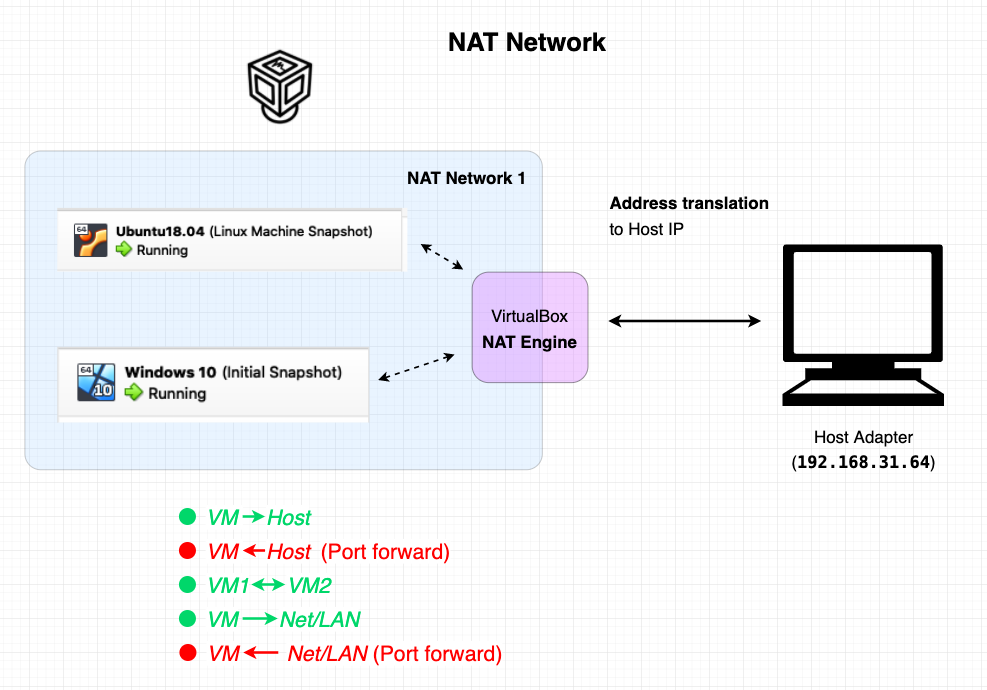 NAT Network
NAT Network 1
64
Ubuntu18.04 (Linux Machine Snapshot)
Running
Address translation
to Host IP
VirtualBox
NAT Engine
64
10
Windows 10 (Initial Snapshot)
Running
Host Adapter
(192.168.31.64)
VM→Host
VM←Host (Port forward)
VM1↔VM2
VM→Net/LAN
VM← Net/LAN (Port forward)